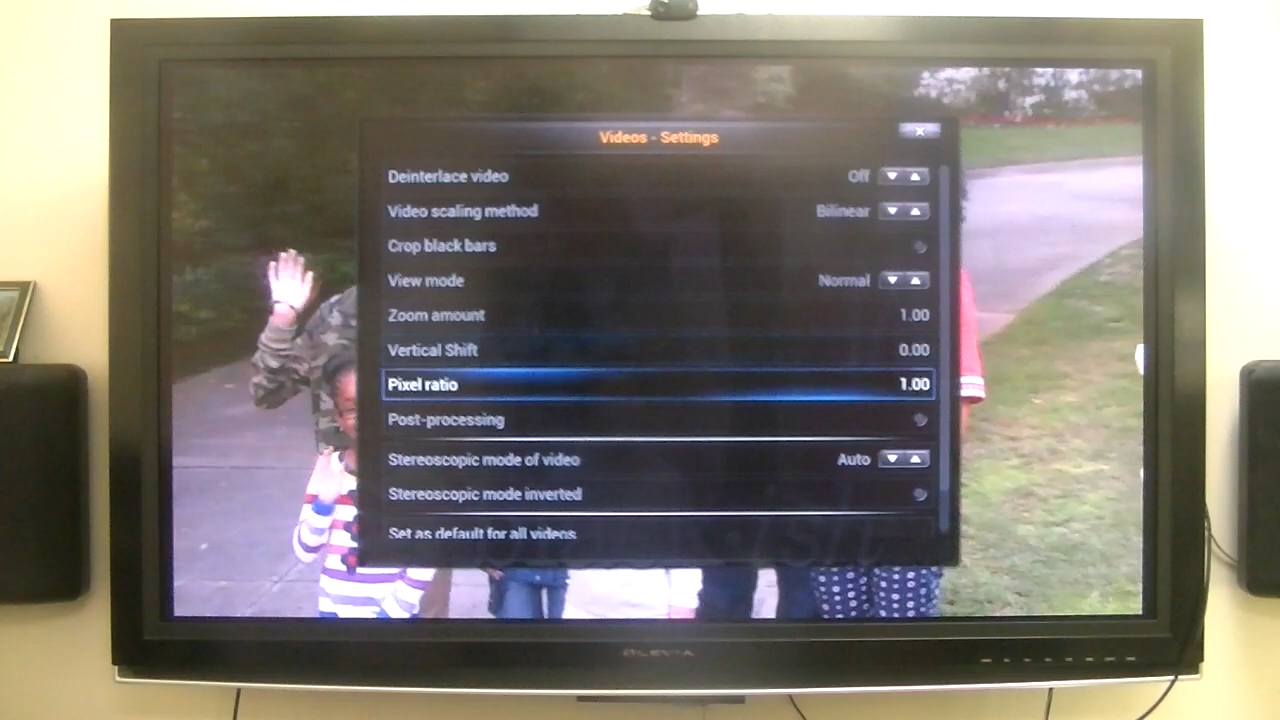 Videos - Settings
Deinterlace video Off
Video scaling method Bilinear
Crop black bars
View mode Normal
Zoom amount 1.00
Vertical Shift 0.00
Pixel ratio 1.00
Post-processing
Stereoscopic mode of video Auto
Stereoscopic mode inverted
Set as default for all videos
OLEVIA